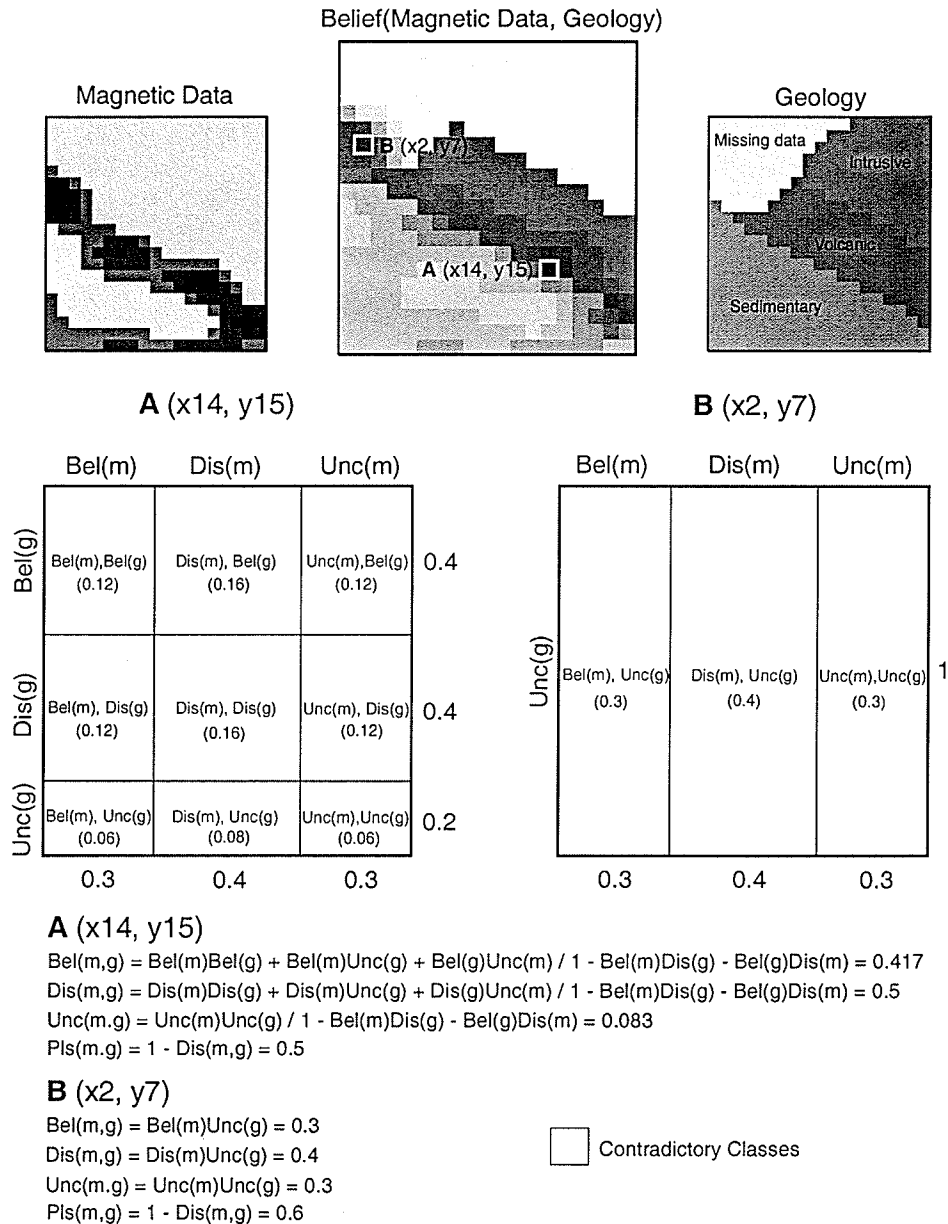 Belief(Magnetic Data, Geology)
Magnetic Data
Geology
Missing data
Intrusive
B (x2, y7)
Volcanic
A (x14, y15)
Sedimentary
A (x14, y15)
B (x2, y7)
Bel(m) Dis(m) Unc(m)
Bel(g)
Bel(m),Bel(g) Dis(m), Bel(g) Unc(m),Bel(g) 0.4
(0.12) (0.16) (0.12)
Dis(g)
Bel(m), Dis(g) Dis(m), Dis(g) Unc(m), Dis(g) 0.4
(0.12) (0.16) (0.12)
Unc(g)
Bel(m), Unc(g) Dis(m), Unc(g) Unc(m),Unc(g) 0.2
(0.06) (0.08) (0.06)
0.3 0.4 0.3
Bel(m) Dis(m) Unc(m)
Unc(g)
Bel(m), Unc(g) Dis(m), Unc(g) Unc(m),Unc(g) 1
(0.3) (0.4) (0.3)
0.3 0.4 0.3
A (x14, y15)
Bel(m,g) = Bel(m)Bel(g) + Bel(m)Unc(g) + Bel(g)Unc(m) / 1 - Bel(m)Dis(g) - Bel(g)Dis(m) = 0.417
Dis(m,g) = Dis(m)Dis(g) + Dis(m)Unc(g) + Dis(g)Unc(m) / 1 - Bel(m)Dis(g) - Bel(g)Dis(m) = 0.5
Unc(m.g) = Unc(m)Unc(g) / 1 - Bel(m)Dis(g) - Bel(g)Dis(m) = 0.083
Pls(m.g) = 1 - Dis(m,g) = 0.5
B (x2, y7)
Bel(m,g) = Bel(m)Unc(g) = 0.3
Dis(m,g) = Dis(m)Unc(g) = 0.4
Unc(m.g) = Unc(m)Unc(g) = 0.3
Pls(m,g) = 1 - Dis(m,g) = 0.6
Contradictory Classes